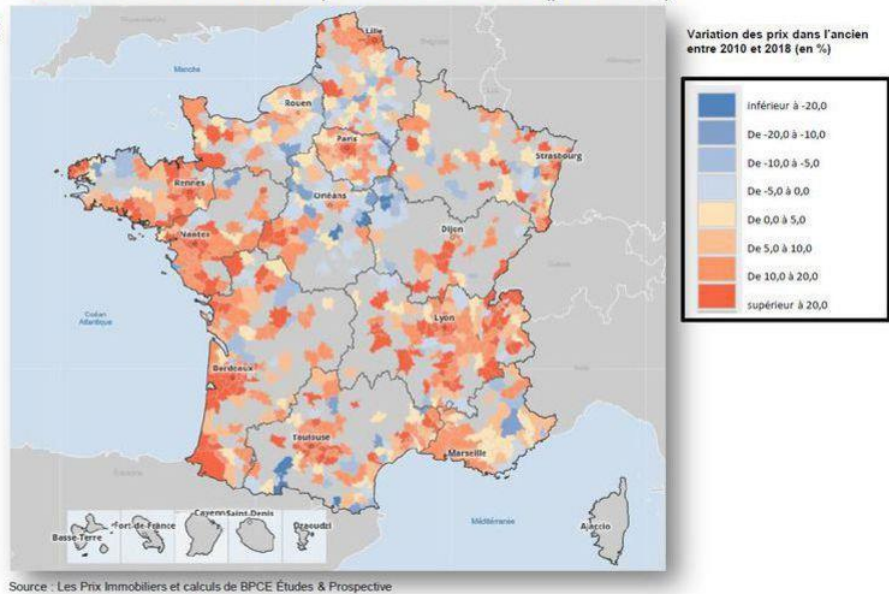 Variation des prix dans l'ancien
entre 2010 et 2018 (en %)
inférieur à -20,0
De -20,0 à -10,0
De -10,0 à -5,0
De -5,0 à 0,0
De 0,0 à 5,0
De 5,0 à 10,0
De 10,0 à 20,0
supérieur à 20,0
Lille
Manche
Rouen
Paris
Strasbourg
Rennes
Orléans
Nantes
Dijon
Océan
Atlantique
Lyon
Bordeaux
Toulouse
Marseille
Méditerranée
Ajaccio
Basse-Terre
Fort-de-France
Saint-Denis
Dzaoudzi
Source : Les Prix Immobiliers et calculs de BPCE Études & Prospective